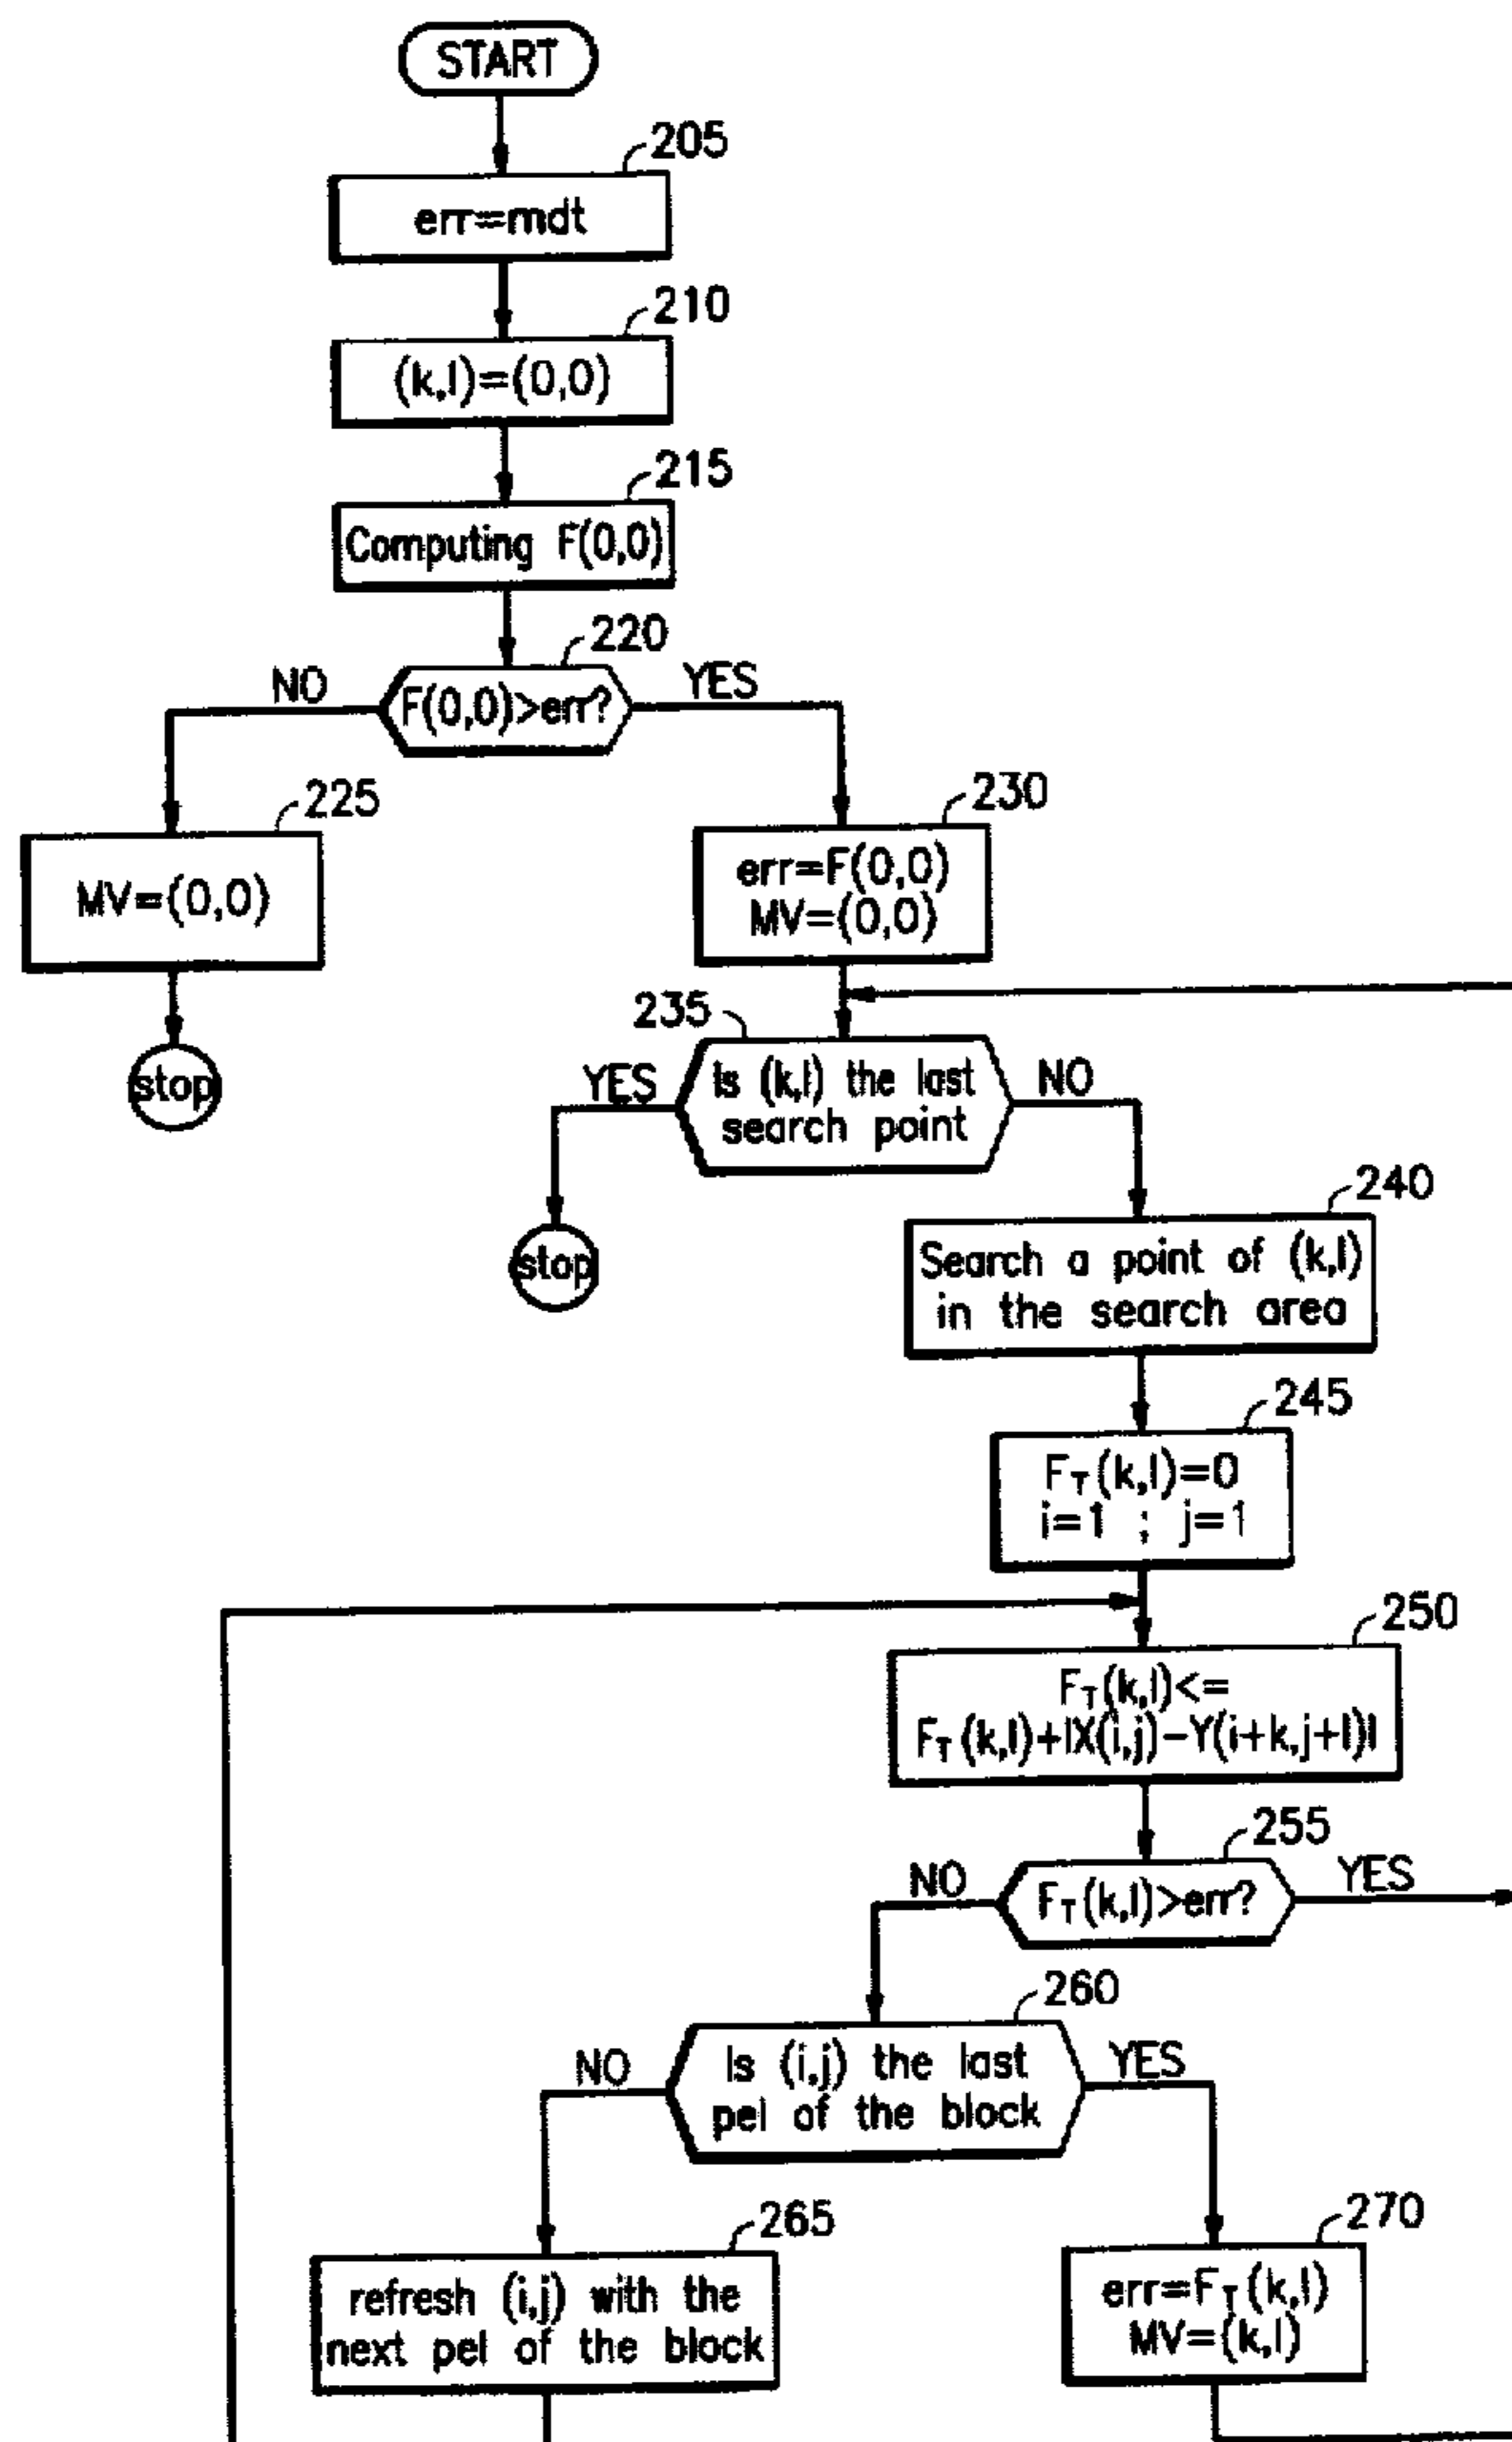 START
205
err=mdt
210
(k,l)=(0,0)
215
Computing F(0,0)
220
NO
F(0,0)>err?
YES
225
MV=(0,0)
stop
230
err=F(0,0)
MV=(0,0)
235
YES
Is (k,l) the last
search point
NO
stop
240
Search a point of (k,l)
in the search area
245
F_T(k,l)=0
i=1 ; j=1
250
F_T(k,l)<=
F_T(k,l)+|X(i,j)-Y(i+k,j+l)|
255
NO
F_T(k,l)>err?
YES
260
NO
Is (i,j) the last
pel of the block
YES
265
refresh (i,j) with the
next pel of the block
270
err=F_T(k,l)
MV=(k,l)